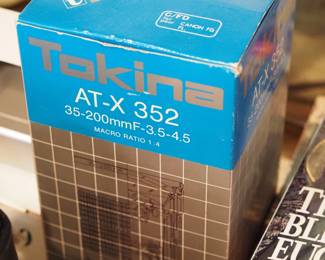 C/FD
CANON FD
Tokina
AT-X 352
35-200mmF-3.5-4.5
MACRO RATIO 1:4